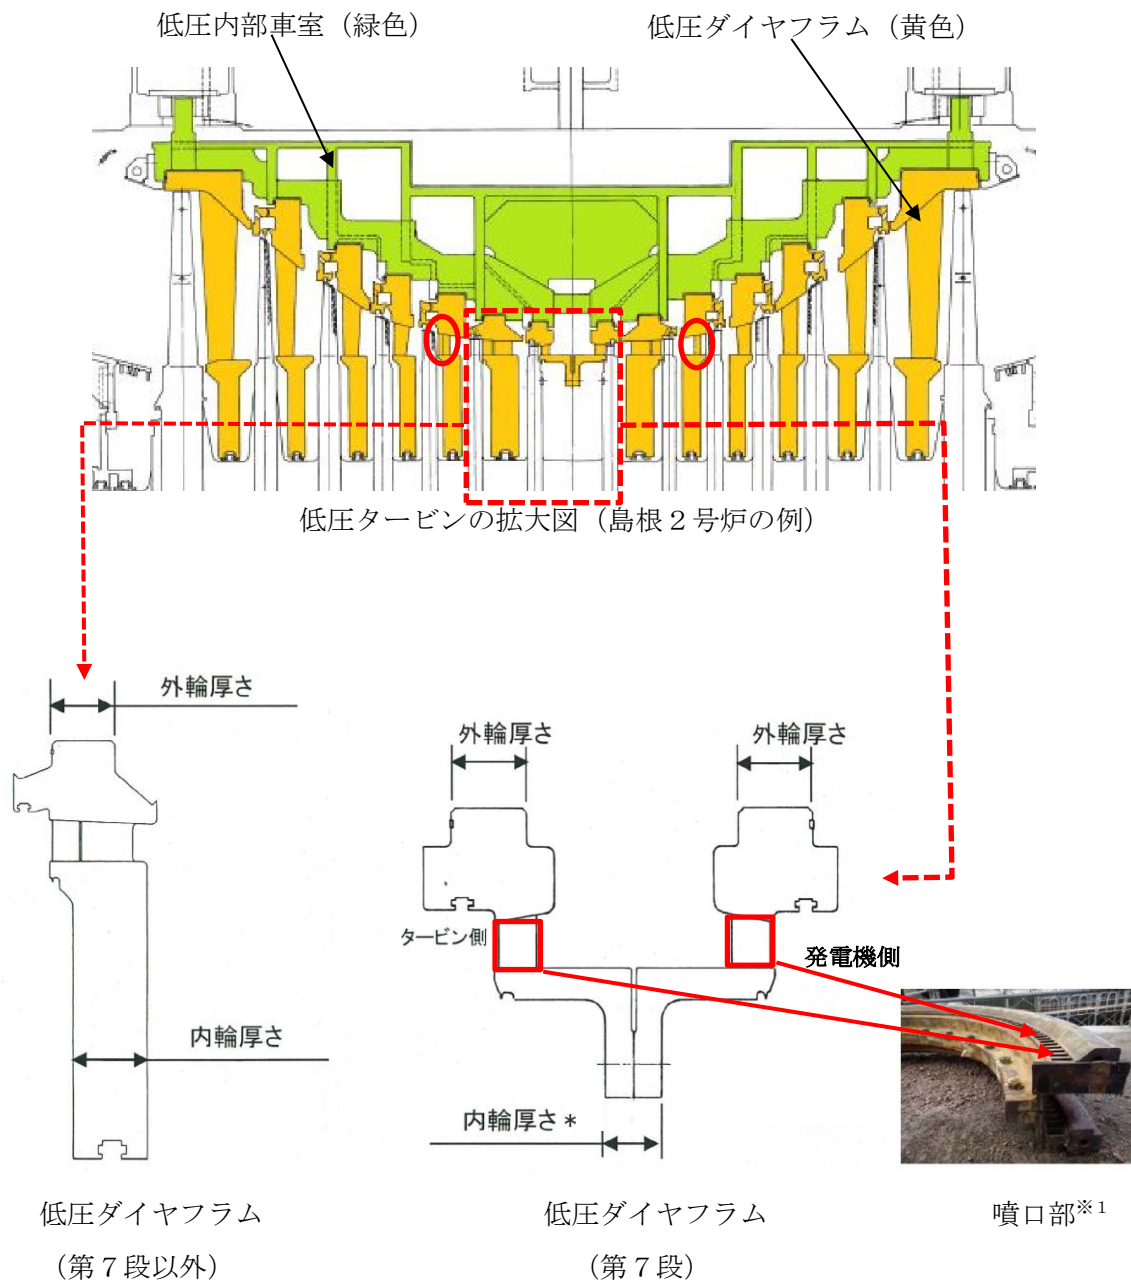 低圧内部車室（緑色）
低圧ダイヤフラム（黄色）
低圧タービンの拡大図（島根２号炉の例）
外輪厚さ
内輪厚さ
外輪厚さ
外輪厚さ
タービン側
発電機側
内輪厚さ＊
低圧ダイヤフラム
（第７段以外）
低圧ダイヤフラム
（第７段）
噴口部※1